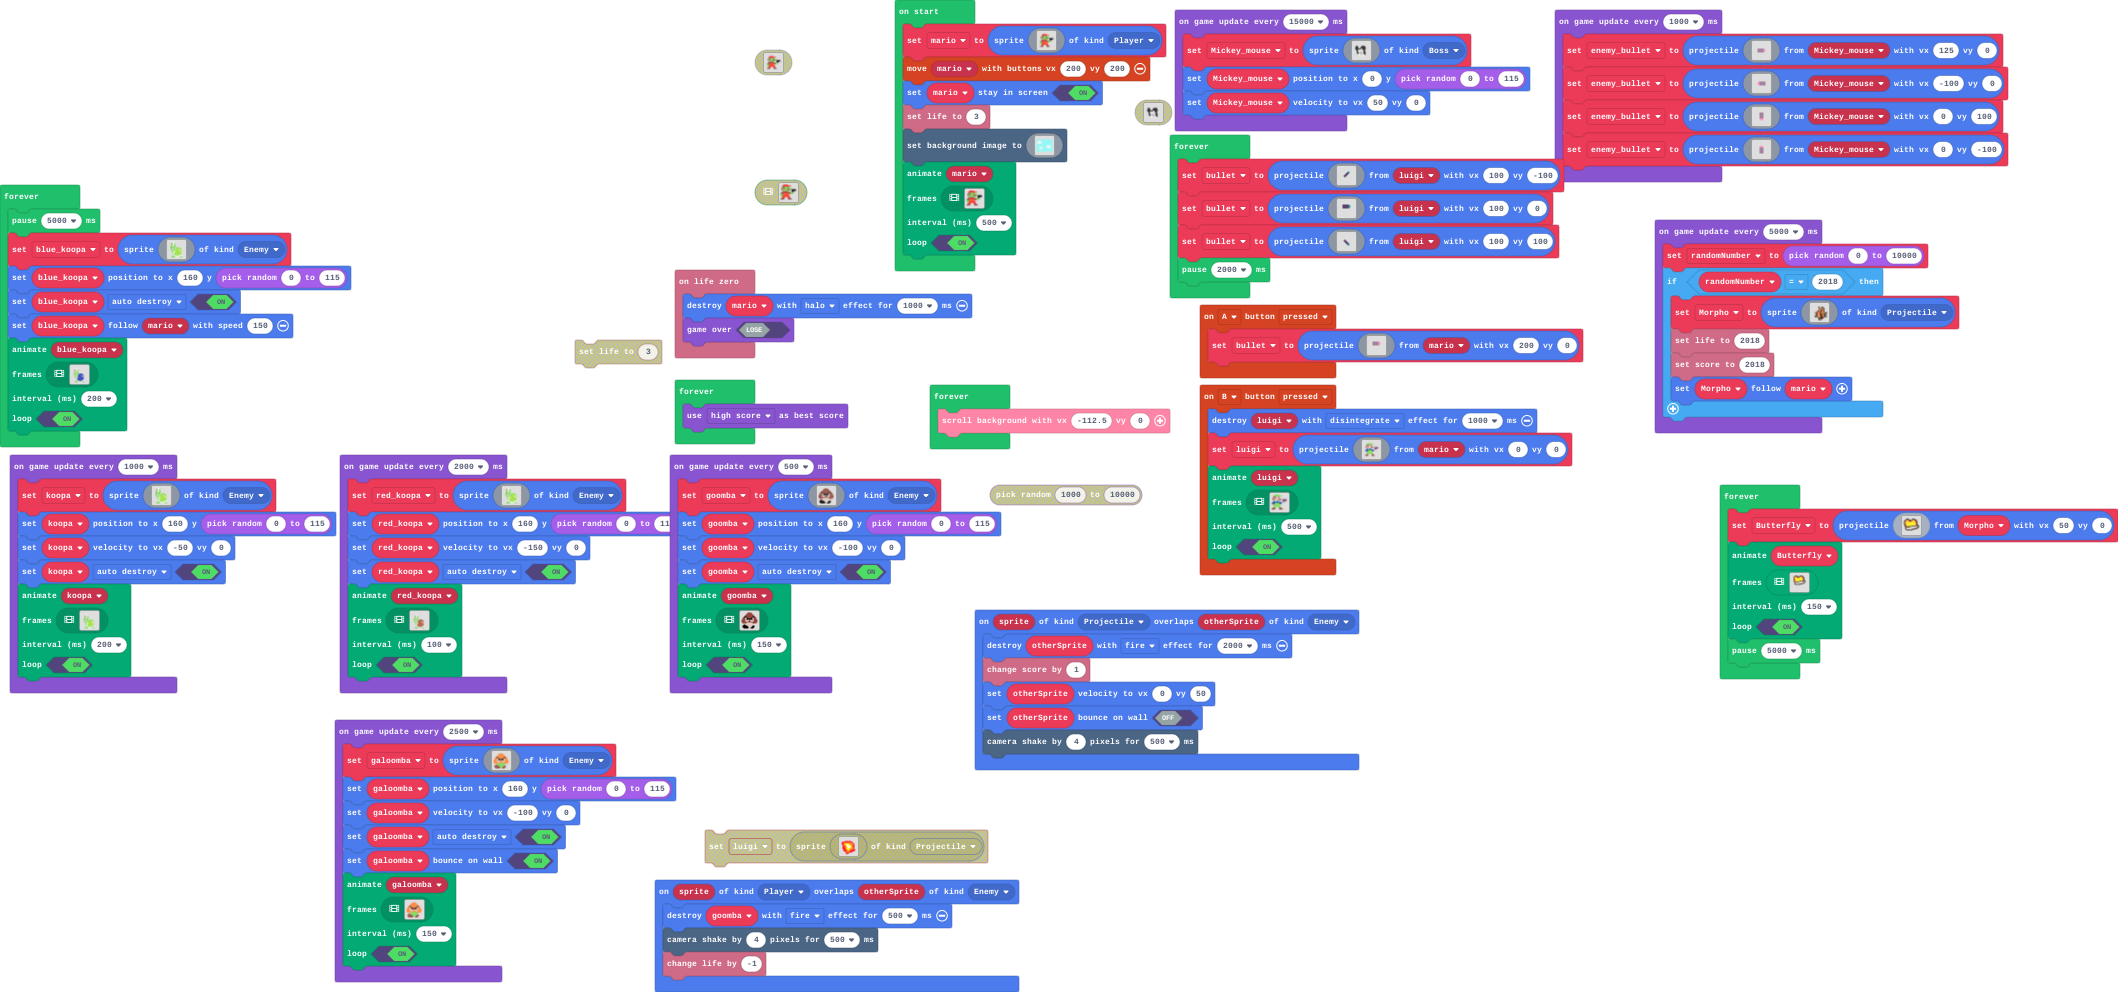 on start
set mario to sprite of kind Player
move mario with buttons vx 200 vy 200
set mario stay in screen ON
set life to 3
set background image to
animate mario
frames
interval (ms) 500
loop ON
on game update every 15000 ms
set Mickey_mouse to sprite of kind Boss
set Mickey_mouse position to x 0 y pick random 0 to 115
set Mickey_mouse velocity to vx 50 vy 0
on game update every 1000 ms
set enemy_bullet to projectile from Mickey_mouse with vx 125 vy 0
set enemy_bullet to projectile from Mickey_mouse with vx -100 vy 0
set enemy_bullet to projectile from Mickey_mouse with vx 0 vy 100
set enemy_bullet to projectile from Mickey_mouse with vx 0 vy -100
forever
set bullet to projectile from luigi with vx 100 vy -100
set bullet to projectile from luigi with vx 100 vy 0
set bullet to projectile from luigi with vx 100 vy 100
pause 2000 ms
forever
pause 5000 ms
set blue_koopa to sprite of kind Enemy
set blue_koopa position to x 160 y pick random 0 to 115
set blue_koopa auto destroy ON
set blue_koopa follow mario with speed 150
animate blue_koopa
frames
interval (ms) 200
loop ON
on game update every 5000 ms
set randomNumber to pick random 0 to 10000
if randomNumber = 2018 then
set Morpho to sprite of kind Projectile
set life to 2018
set score to 2018
set Morpho follow mario
on life zero
destroy mario with halo effect for 1000 ms
game over LOSE
set life to 3
on A button pressed
set bullet to projectile from mario with vx 200 vy 0
forever
use high score as best score
forever
scroll background with vx -112.5 vy 0
on B button pressed
destroy luigi with disintegrate effect for 1000 ms
set luigi to projectile from mario with vx 0 vy 0
animate luigi
frames
interval (ms) 500
loop ON
on game update every 1000 ms
set koopa to sprite of kind Enemy
set koopa position to x 160 y pick random 0 to 115
set koopa velocity to vx -50 vy 0
set koopa auto destroy ON
animate koopa
frames
interval (ms) 200
loop ON
on game update every 2000 ms
set red_koopa to sprite of kind Enemy
set red_koopa position to x 160 y pick random 0 to 11
set red_koopa velocity to vx -150 vy 0
set red_koopa auto destroy ON
animate red_koopa
frames
interval (ms) 100
loop ON
on game update every 500 ms
set goomba to sprite of kind Enemy
set goomba position to x 160 y pick random 0 to 115
set goomba velocity to vx -100 vy 0
set goomba auto destroy ON
animate goomba
frames
interval (ms) 150
loop ON
pick random 1000 to 10000
forever
set Butterfly to projectile from Morpho with vx 50 vy 0
animate Butterfly
frames
interval (ms) 150
loop ON
pause 5000 ms
on sprite of kind Projectile overlaps otherSprite of kind Enemy
destroy otherSprite with fire effect for 2000 ms
change score by 1
set otherSprite velocity to vx 0 vy 50
set otherSprite bounce on wall OFF
camera shake by 4 pixels for 500 ms
on game update every 2500 ms
set galoomba to sprite of kind Enemy
set galoomba position to x 160 y pick random 0 to 115
set galoomba velocity to vx -100 vy 0
set galoomba auto destroy ON
set galoomba bounce on wall ON
animate galoomba
frames
interval (ms) 150
loop ON
set luigi to sprite of kind Projectile
on sprite of kind Player overlaps otherSprite of kind Enemy
destroy goomba with fire effect for 500 ms
camera shake by 4 pixels for 500 ms
change life by -1